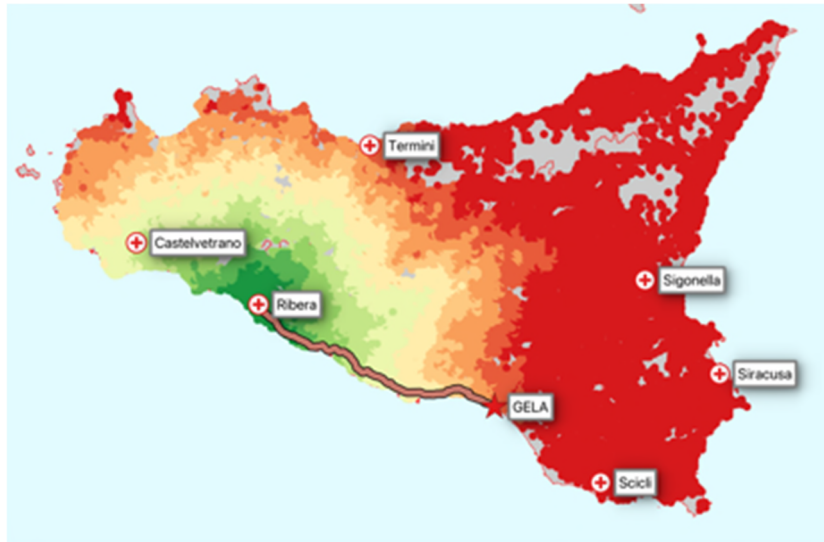 Termini
Castelvetrano
Sigonella
Ribera
Siracusa
GELA
Scicli